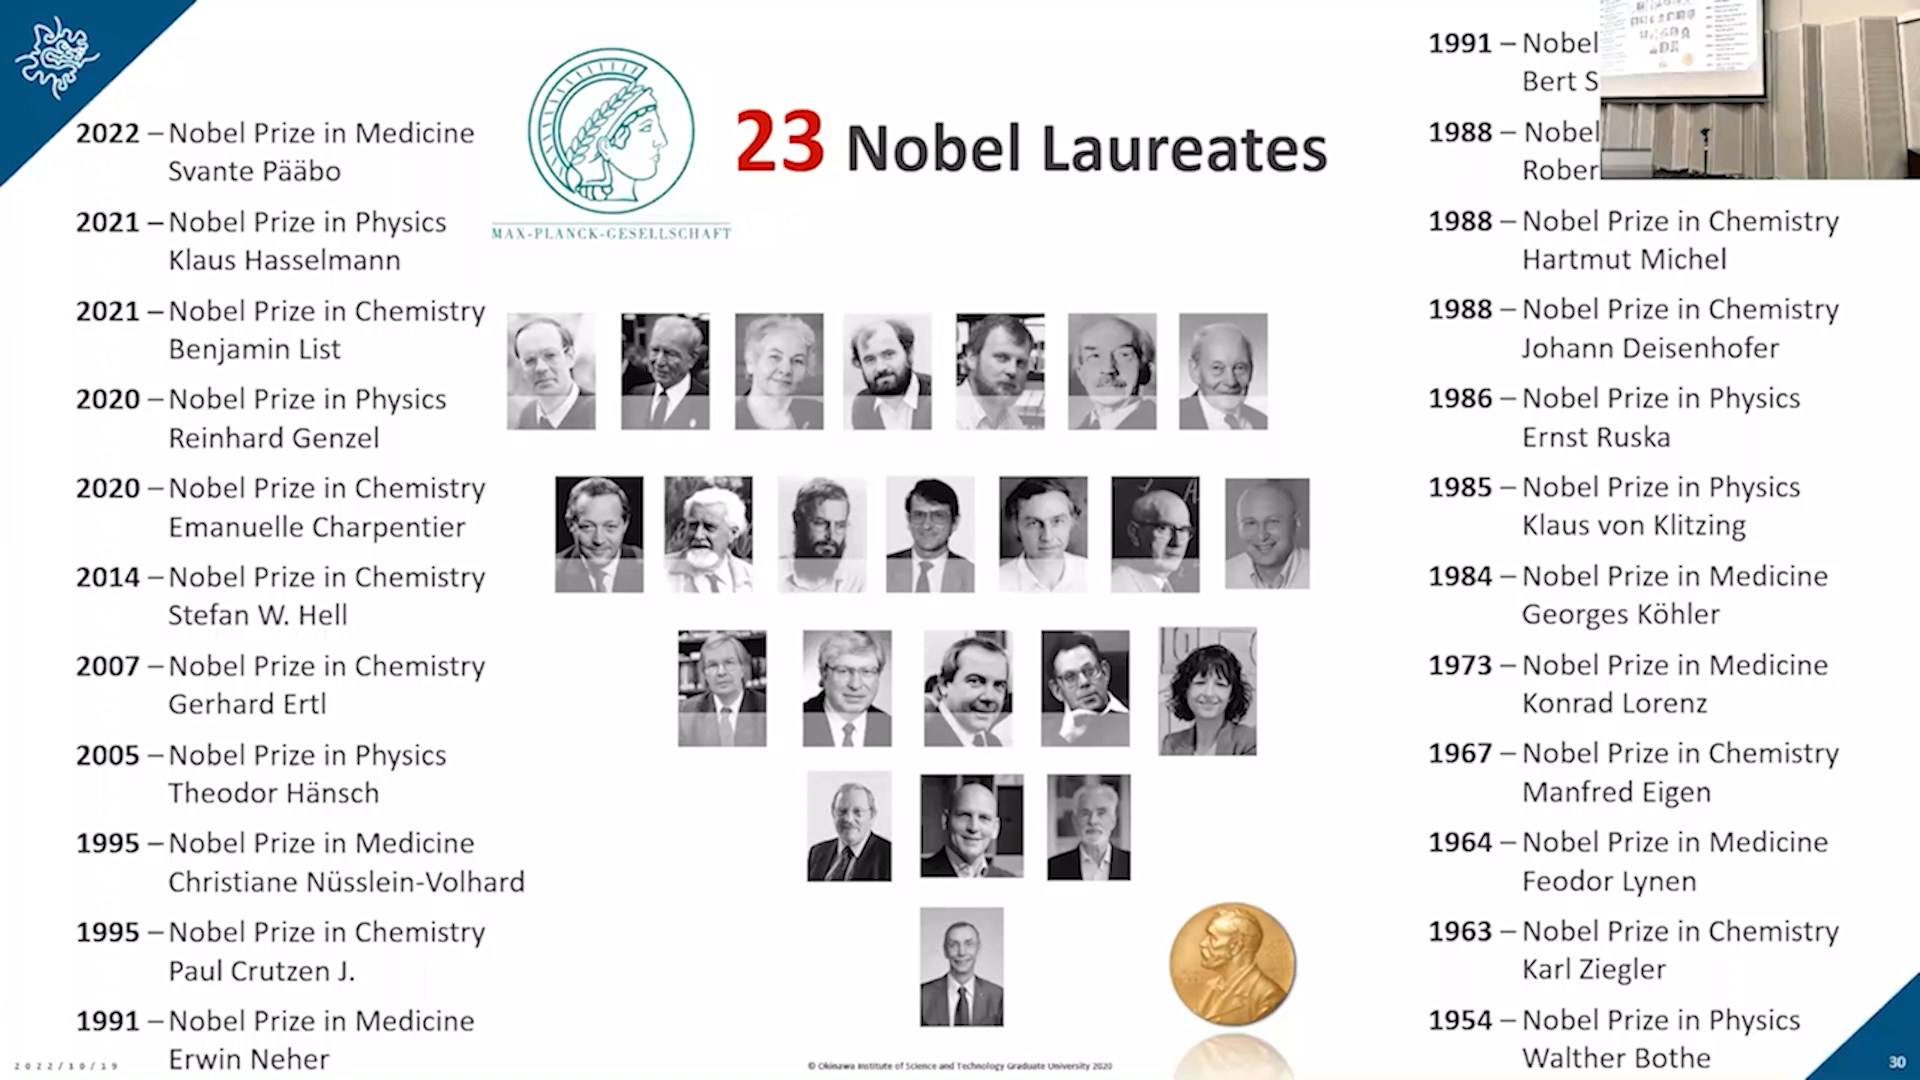 2022 – Nobel Prize in Medicine
Svante Pääbo
2021 – Nobel Prize in Physics
Klaus Hasselmann
2021 – Nobel Prize in Chemistry
Benjamin List
2020 – Nobel Prize in Physics
Reinhard Genzel
2020 – Nobel Prize in Chemistry
Emanuelle Charpentier
2014 – Nobel Prize in Chemistry
Stefan W. Hell
2007 – Nobel Prize in Chemistry
Gerhard Ertl
2005 – Nobel Prize in Physics
Theodor Hänsch
1995 – Nobel Prize in Medicine
Christiane Nüsslein-Volhard
1995 – Nobel Prize in Chemistry
Paul Crutzen J.
1991 – Nobel Prize in Medicine
Erwin Neher
MAX-PLANCK-GESELLSCHAFT
23 Nobel Laureates
1991 – Nobel
Bert
1988 – Nobel
1988 – Nobel Prize in Chemistry
Hartmut Michel
1988 – Nobel Prize in Chemistry
Johann Deisenhofer
1986 – Nobel Prize in Physics
Ernst Ruska
1985 – Nobel Prize in Physics
Klaus von Klitzing
1984 – Nobel Prize in Medicine
Georges Köhler
1973 – Nobel Prize in Medicine
Konrad Lorenz
1967 – Nobel Prize in Chemistry
Manfred Eigen
1964 – Nobel Prize in Medicine
Feodor Lynen
1963 – Nobel Prize in Chemistry
Karl Ziegler
1954 – Nobel Prize in Physics
Walther Bothe
2022/10/19
© Okinawa Institute of Science and Technology Graduate University 2020
30